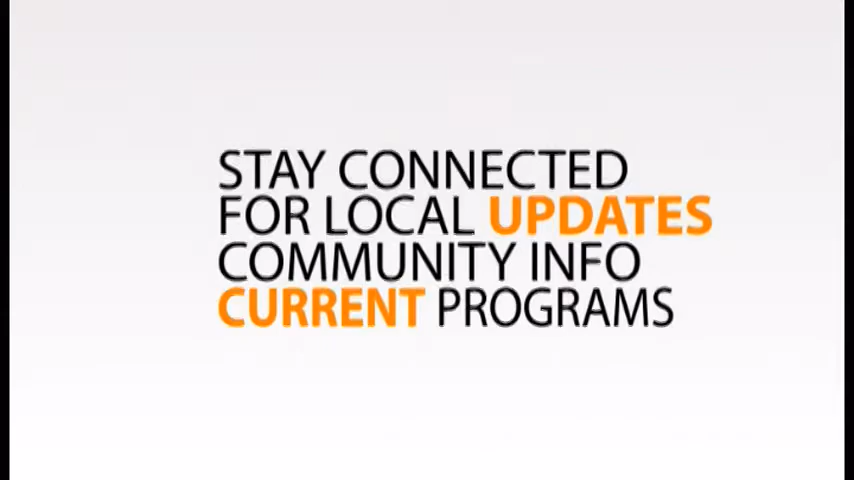 STAY CONNECTED
FOR LOCAL UPDATES
COMMUNITY INFO
CURRENT PROGRAMS